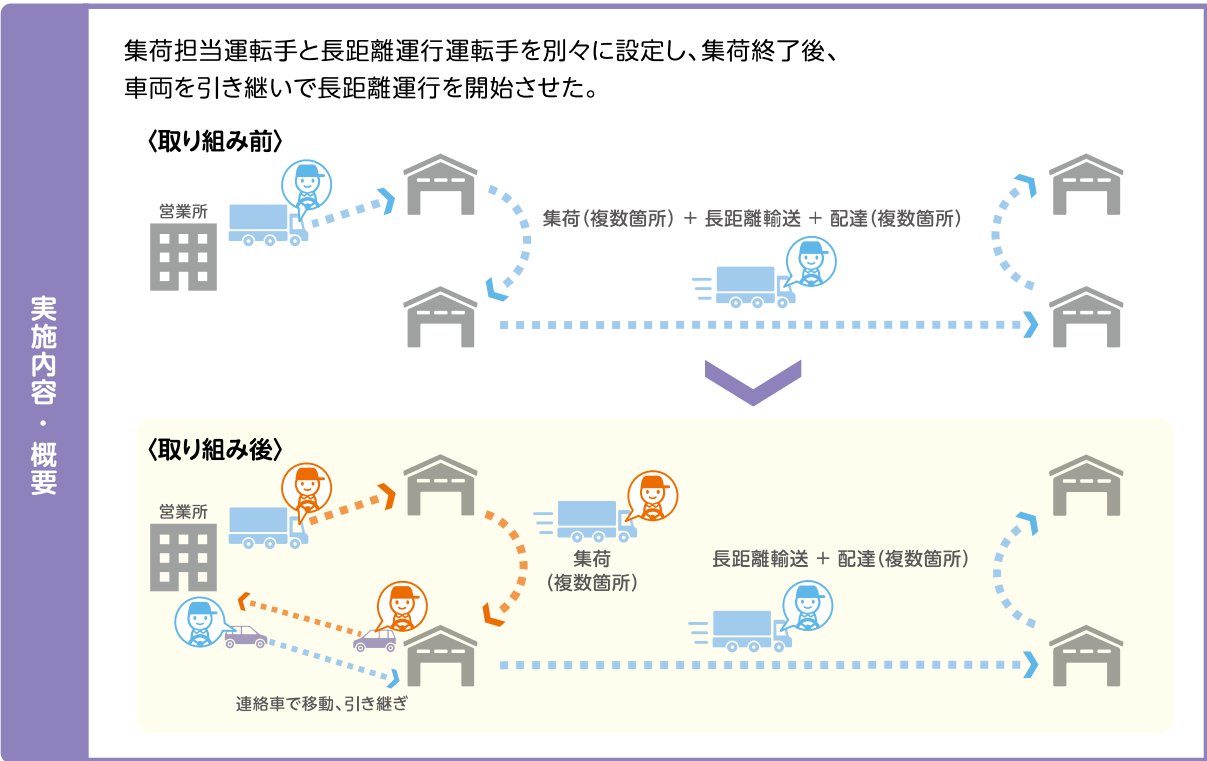 実施内容・概要
集荷担当運転手と長距離運行運転手を別々に設定し、集荷終了後、
車両を引き継いで長距離運行を開始させた。
〈取り組み前〉
営業所
集荷（複数箇所）＋ 長距離輸送 ＋ 配達（複数箇所）
〈取り組み後〉
営業所
集荷
（複数箇所）
長距離輸送 ＋ 配達（複数箇所）
連絡車で移動、引き継ぎ